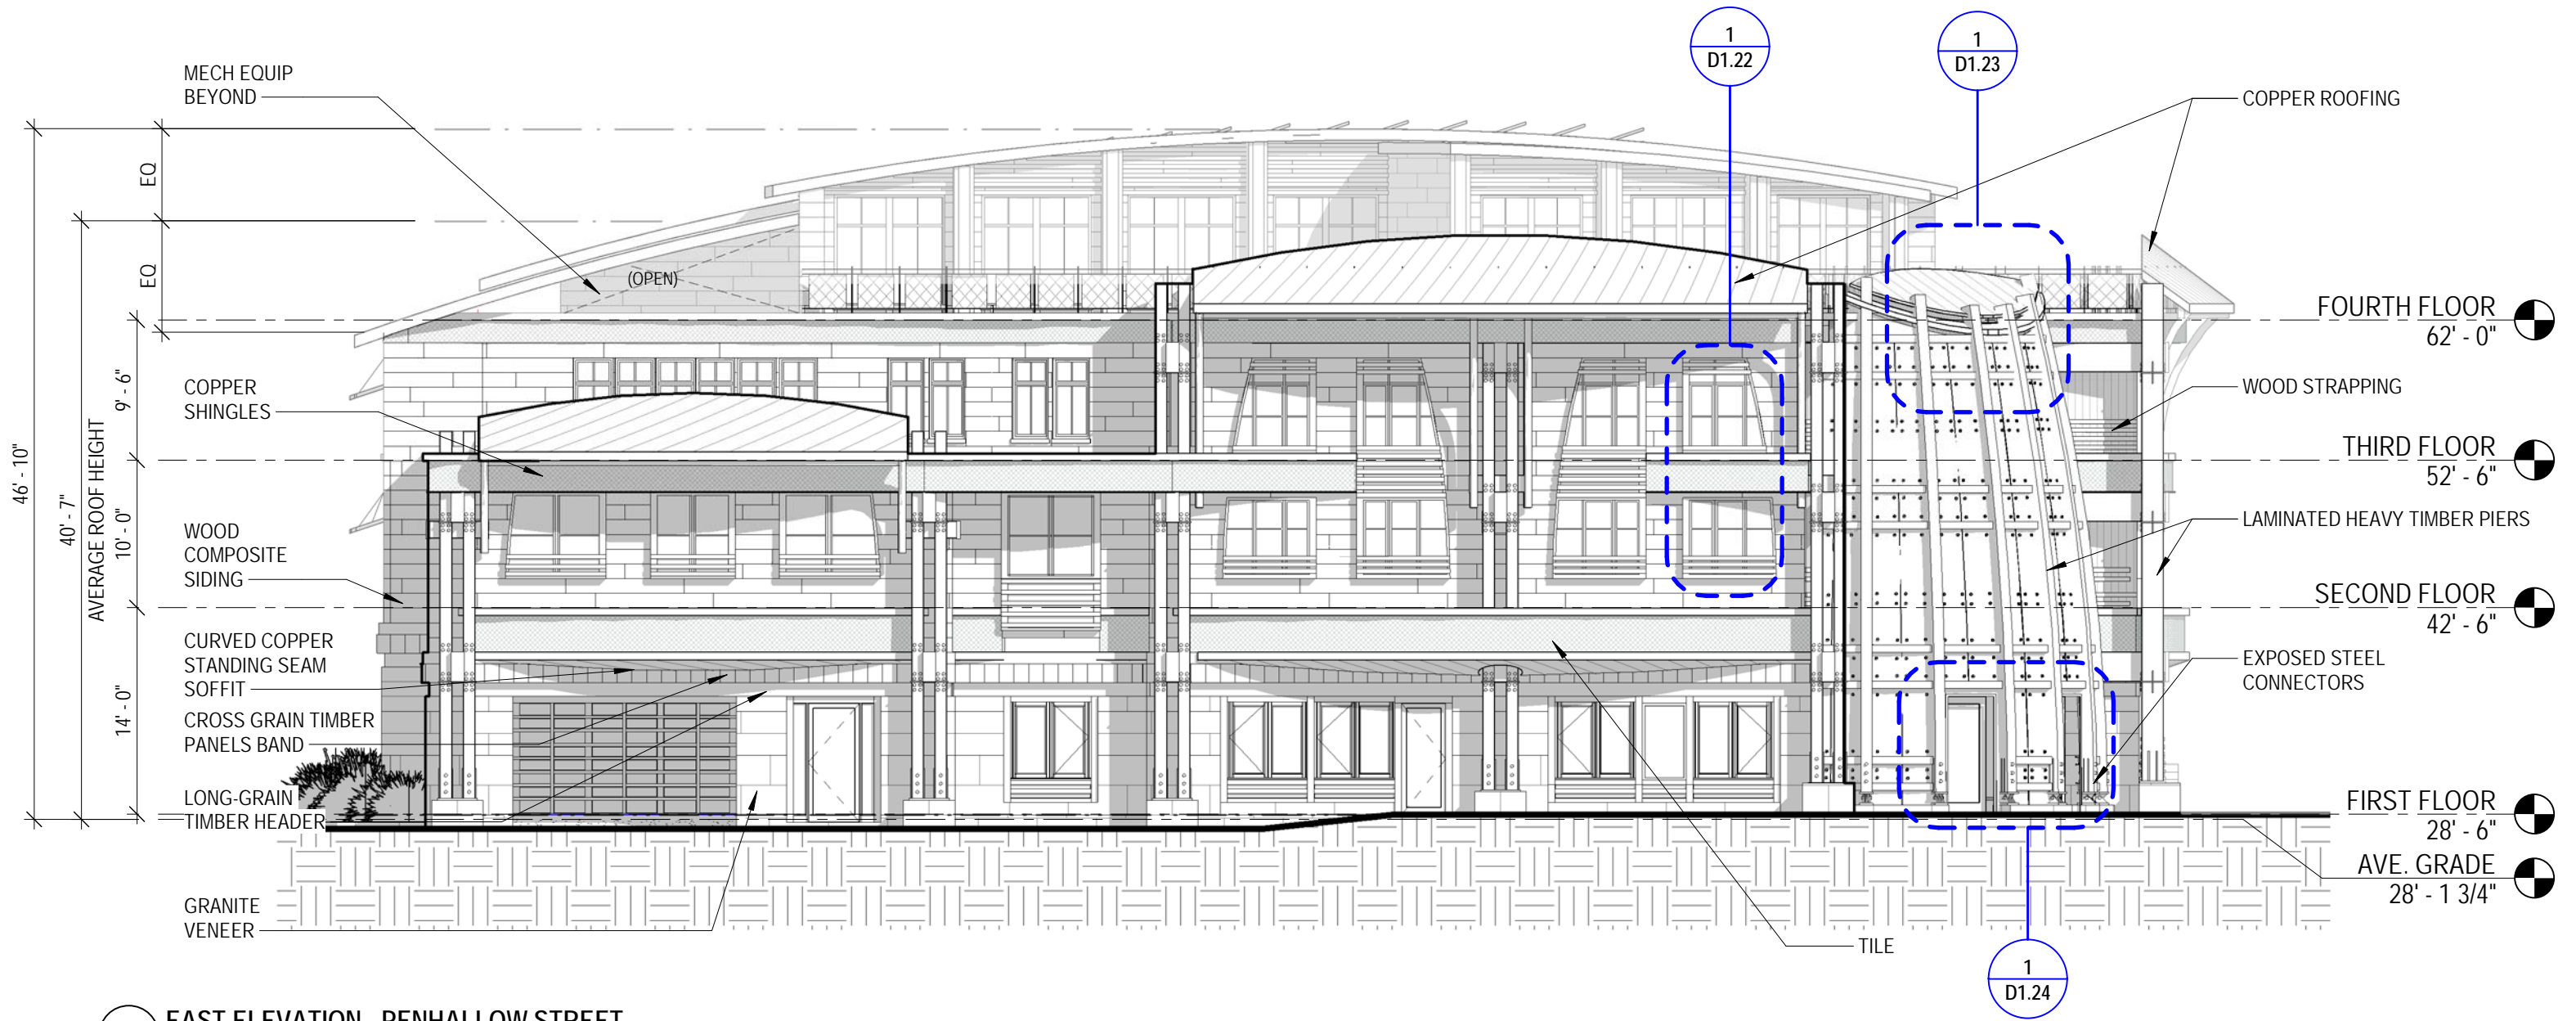 1
D1.22
1
D1.23
MECH EQUIP
BEYOND
COPPER ROOFING
EQ
EQ
(OPEN)
FOURTH FLOOR
62' - 0"
COPPER
SHINGLES
9' - 6"
WOOD STRAPPING
THIRD FLOOR
52' - 6"
46' - 10"
40' - 7"
AVERAGE ROOF HEIGHT
10' - 0"
WOOD
COMPOSITE
SIDING
LAMINATED HEAVY TIMBER PIERS
SECOND FLOOR
42' - 6"
CURVED COPPER
STANDING SEAM
SOFFIT
EXPOSED STEEL
CONNECTORS
14' - 0"
CROSS GRAIN TIMBER
PANELS BAND
LONG-GRAIN
TIMBER HEADER
FIRST FLOOR
28' - 6"
AVE. GRADE
28' - 1 3/4"
GRANITE
VENEER
TILE
1
D1.24
EAST ELEVATION - PENHALLOW STREET